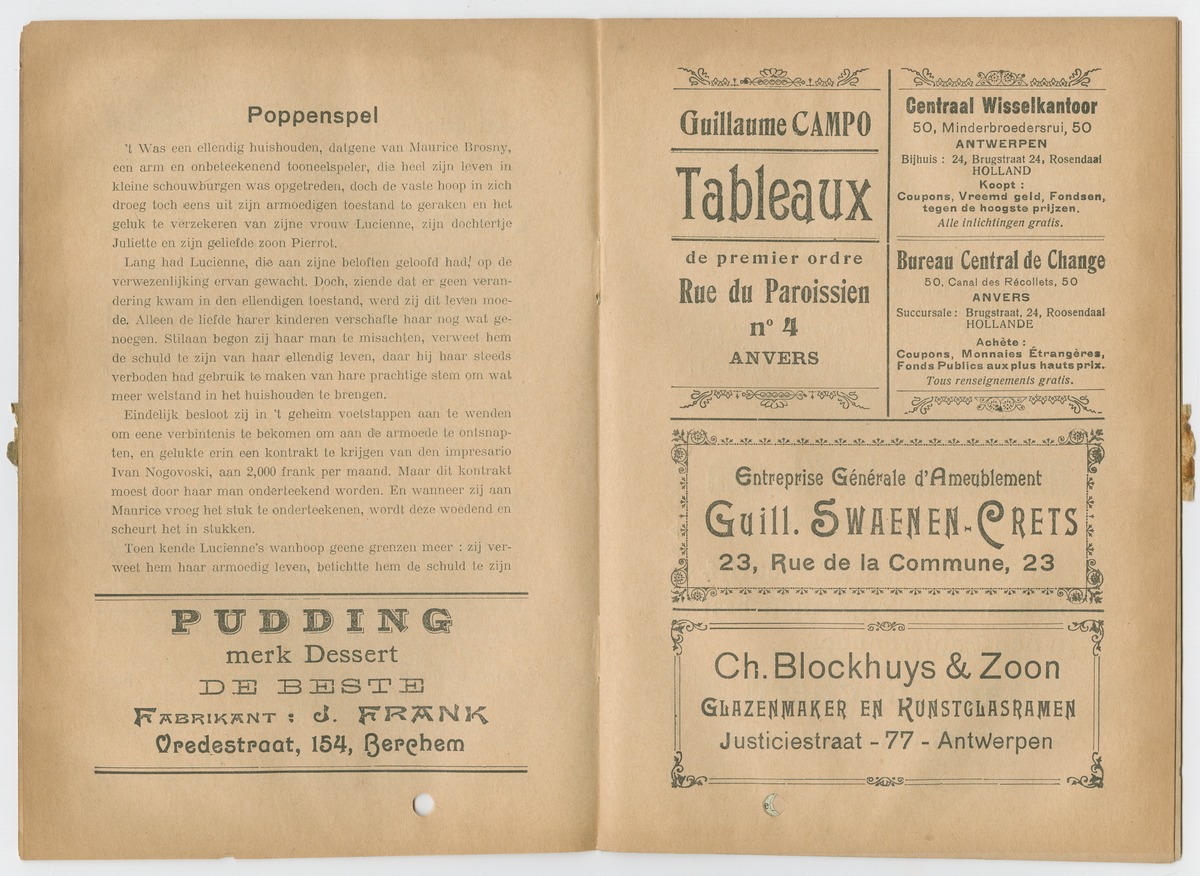 Poppenspel
't Was een ellendig huishouden, datgene van Maurice Brosny,
een arm en onbeteekenend tooneelspeler, die heel zijn leven in
kleine schouwburgen was opgetreden, doch de vaste hoop in zich
droeg toch eens uit zijn armoedigen toestand te geraken en het
geluk te verzekeren van zijne vrouw Lucienne, zijn dochtertje
Juliette en zijn geliefde zoon Pierrot.
Lang had Lucienne, die aan zijne beloften geloofd had, op de
verwezenlijking ervan gewacht. Doch, ziende dat er geen veran-
dering kwam in den ellendigen toestand, werd zij dit leven moe-
de. Alleen de liefde harer kinderen verschafte haar nog wat ge-
noegen. Stilaan begon zij haar man te misachten, verweet hem
de schuld te zijn van haar ellendig leven, daar hij haar steeds
verboden had gebruik te maken van hare prachtige stem om wat
meer welstand in het huishouden te brengen.
Eindelijk besloot zij in 't geheim voetstappen aan te wenden
om eene verbintenis te bekomen om aan de armoede te ontsnap-
ten, en gelukte erin een kontrakt te krijgen van den impresario
Ivan Nogovoski, aan 2,000 frank per maand. Maar dit kontrakt
moest door haar man onderteekend worden. En wanneer zij aan
Maurice vroeg het stuk te onderteekenen, wordt deze woedend en
scheurt het in stukken.
Toen kende Lucienne's wanhoop geene grenzen meer : zij ver-
weet hem haar armoedig leven, betichtte hem de schuld te zijn
PUDDING
merk Dessert
DE BESTE
FABRIKANT : J. FRANK
Vredestraat, 154, Berchem
Guillaume CAMPO
Tableaux
de premier ordre
Rue du Paroissien
n° 4
ANVERS
Centraal Wisselkantoor
50, Minderbroedersrui, 50
ANTWERPEN
Bijhuis : 24, Brugstraat 24, Rosendaal
HOLLAND
Koopt :
Coupons, Vreemd geld, Fondsen,
tegen de hoogste prijzen.
Alle inlichtingen gratis.
Bureau Central de Change
50, Canal des Récollets, 50
ANVERS
Succursale : Brugstraat, 24, Roosendaal
HOLLANDE
Achète :
Coupons, Monnaies Étrangères,
Fonds Publics aux plus hauts prix.
Tous renseignements gratis.
Entreprise Générale d'Ameublement
Guill. SWAENEN-CRETS
23, Rue de la Commune, 23
Ch. Blockhuys & Zoon
GLAZENMAKER EN KUNSTGLASRAMEN
Justiciestraat - 77 - Antwerpen